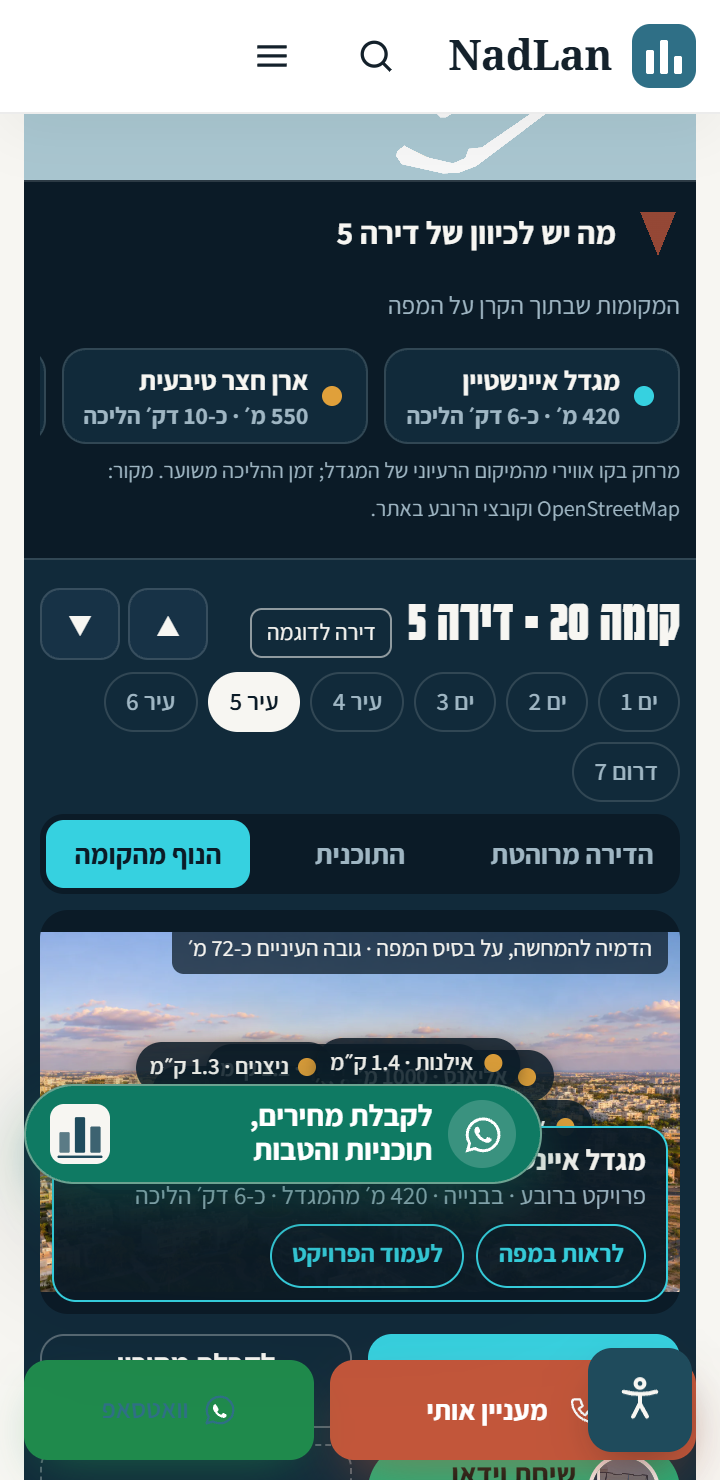 NadLan
מה יש לכיוון של דירה 5
המקומות שבתוך הקרן על המפה
מגדל איינשטיין
420 מ׳ · כ-6 דק׳ הליכה
ארן חצר טיבעית
550 מ׳ · כ-10 דק׳ הליכה
מרחק בקו אווירי מהמיקום הרעיוני של המגדל; זמן ההליכה משוער. מקור:
OpenStreetMap וקובצי הרובע באתר.
קומה 20 · דירה 5
דירה לדוגמה
▲
▼
ים 1
ים 2
ים 3
עיר 4
עיר 5
עיר 6
דרום 7
הדירה מרוהטת
התוכנית
הנוף מהקומה
הדמיה להמחשה, על בסיס המפה · גובה העיניים כ-72 מ׳
אילנות · 1.4 ק״מ
ניצנים · 1.3 ק״מ
אליאנס · 1000 מ׳
לקבלת מחירים,
תוכניות והטבות
מגדל
פרויקט ברובע · בבנייה · 420 מ׳ מהמגדל · כ-6 דק׳ הליכה
לראות במפה
לעמוד הפרויקט
מעניין אותי
וואטסאפ
שיחת וידאו